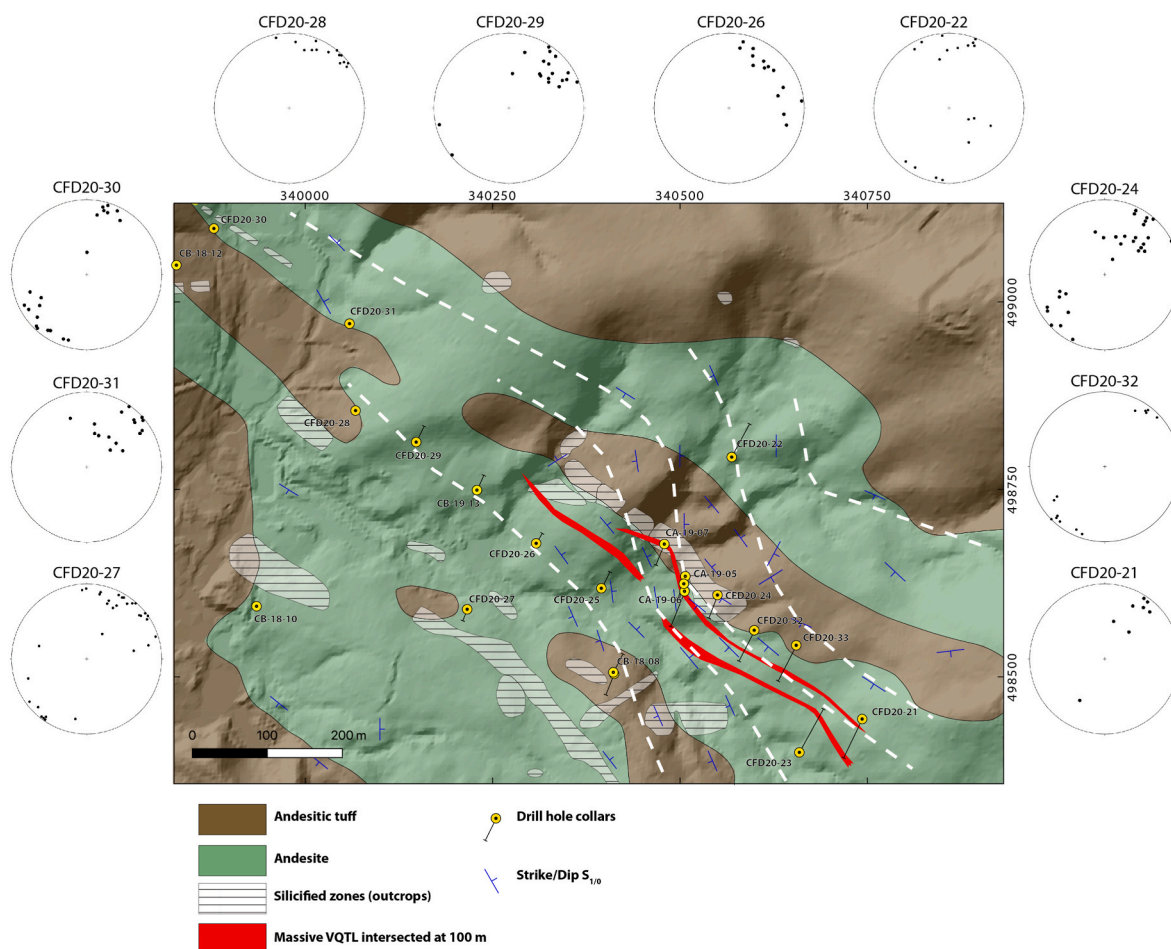 CFD20-28
CFD20-29
CFD20-26
CFD20-22
CFD20-30
CFD20-24
CFD20-31
CFD20-32
CFD20-27
CFD20-21
340000
340250
340500
340750
499000
498750
498500
CFD20-30
CB-18-12
CFD20-31
CFD20-28
CFD20-29
CFD20-22
CB-19-13
CFD20-26
CA-19-07
CA-19-05
CFD20-25
CA-19-06
CFD20-24
CB-18-10
CFD20-27
CFD20-32
CFD20-33
CB-18-08
CFD20-21
CFD20-23
0 100 200 m
Andesitic tuff
Andesite
Silicified zones (outcrops)
Massive VQTL intersected at 100 m
Drill hole collars
Strike/Dip S1/0